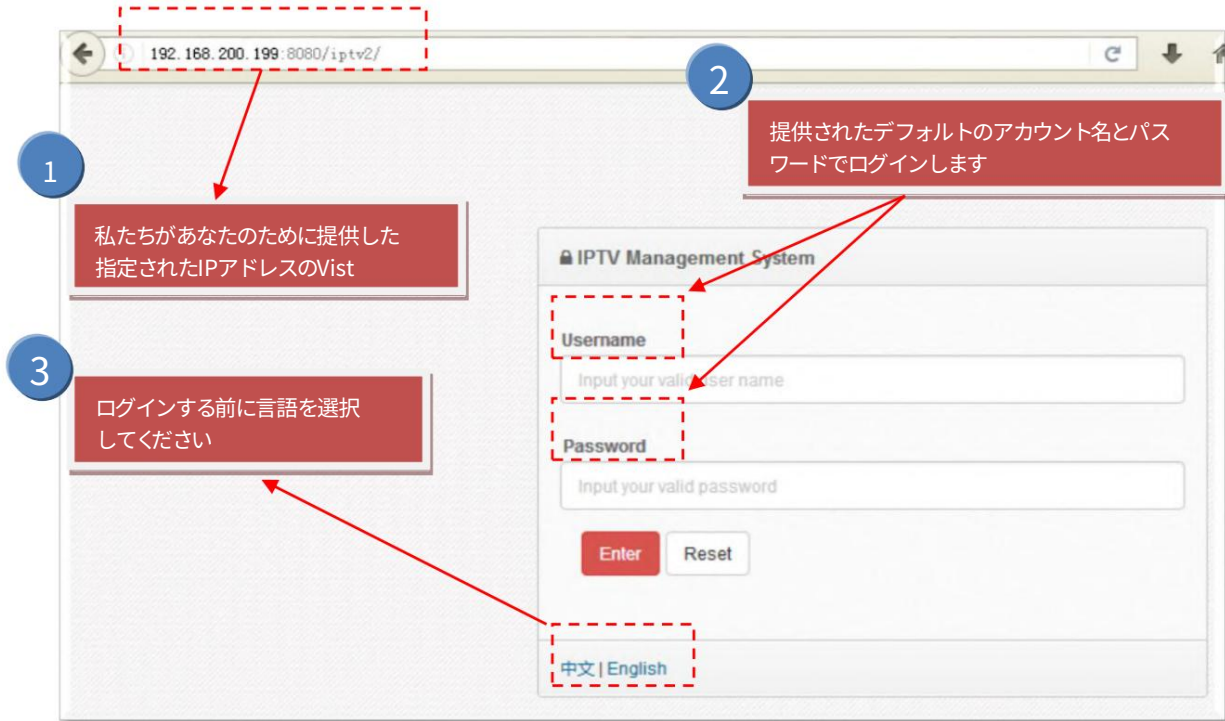 192.168.200.199:8080/iptv2/
2
提供されたデフォルトのアカウント名とパス
ワードでログインします
1
私たちがあなたのために提供した
指定されたIPアドレスのVist
IPTV Management System
Username
Input your valid user name
3
ログインする前に言語を選択
してください
Password
Input your valid password
Enter Reset
中文 | English